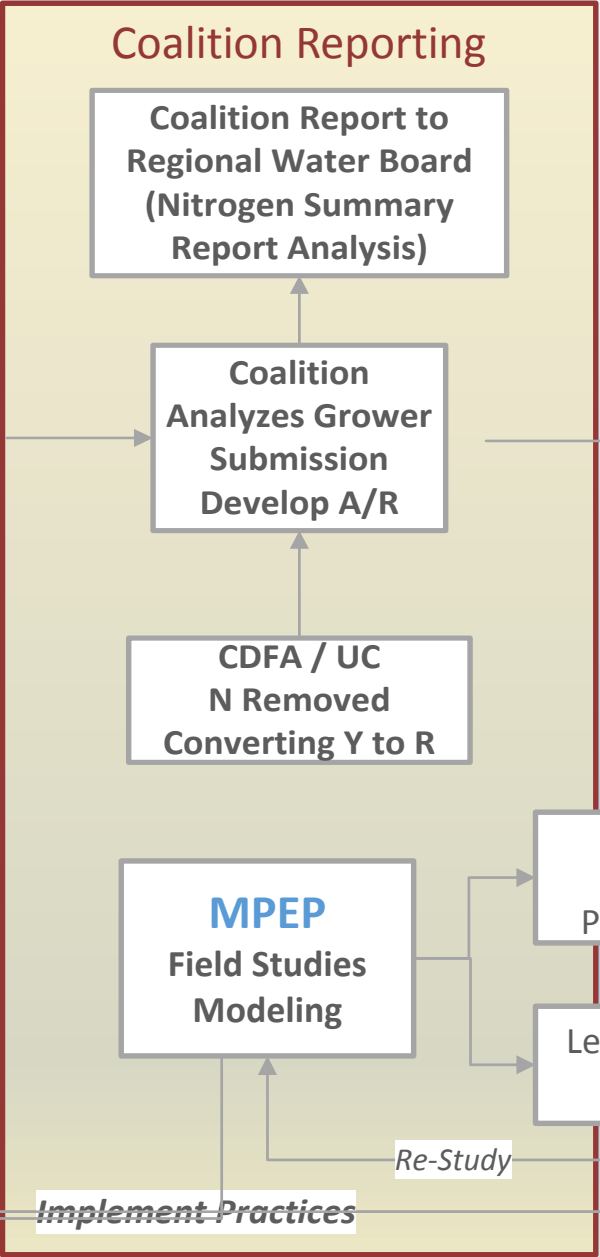 Coalition Reporting
Coalition Report to
Regional Water Board
(Nitrogen Summary
Report Analysis)
Coalition
Analyzes Grower
Submission
Develop A/R
CDFA / UC
N Removed
Converting Y to R
MPEP
Field Studies
Modeling
P
Le
Re-Study
Implement Practices